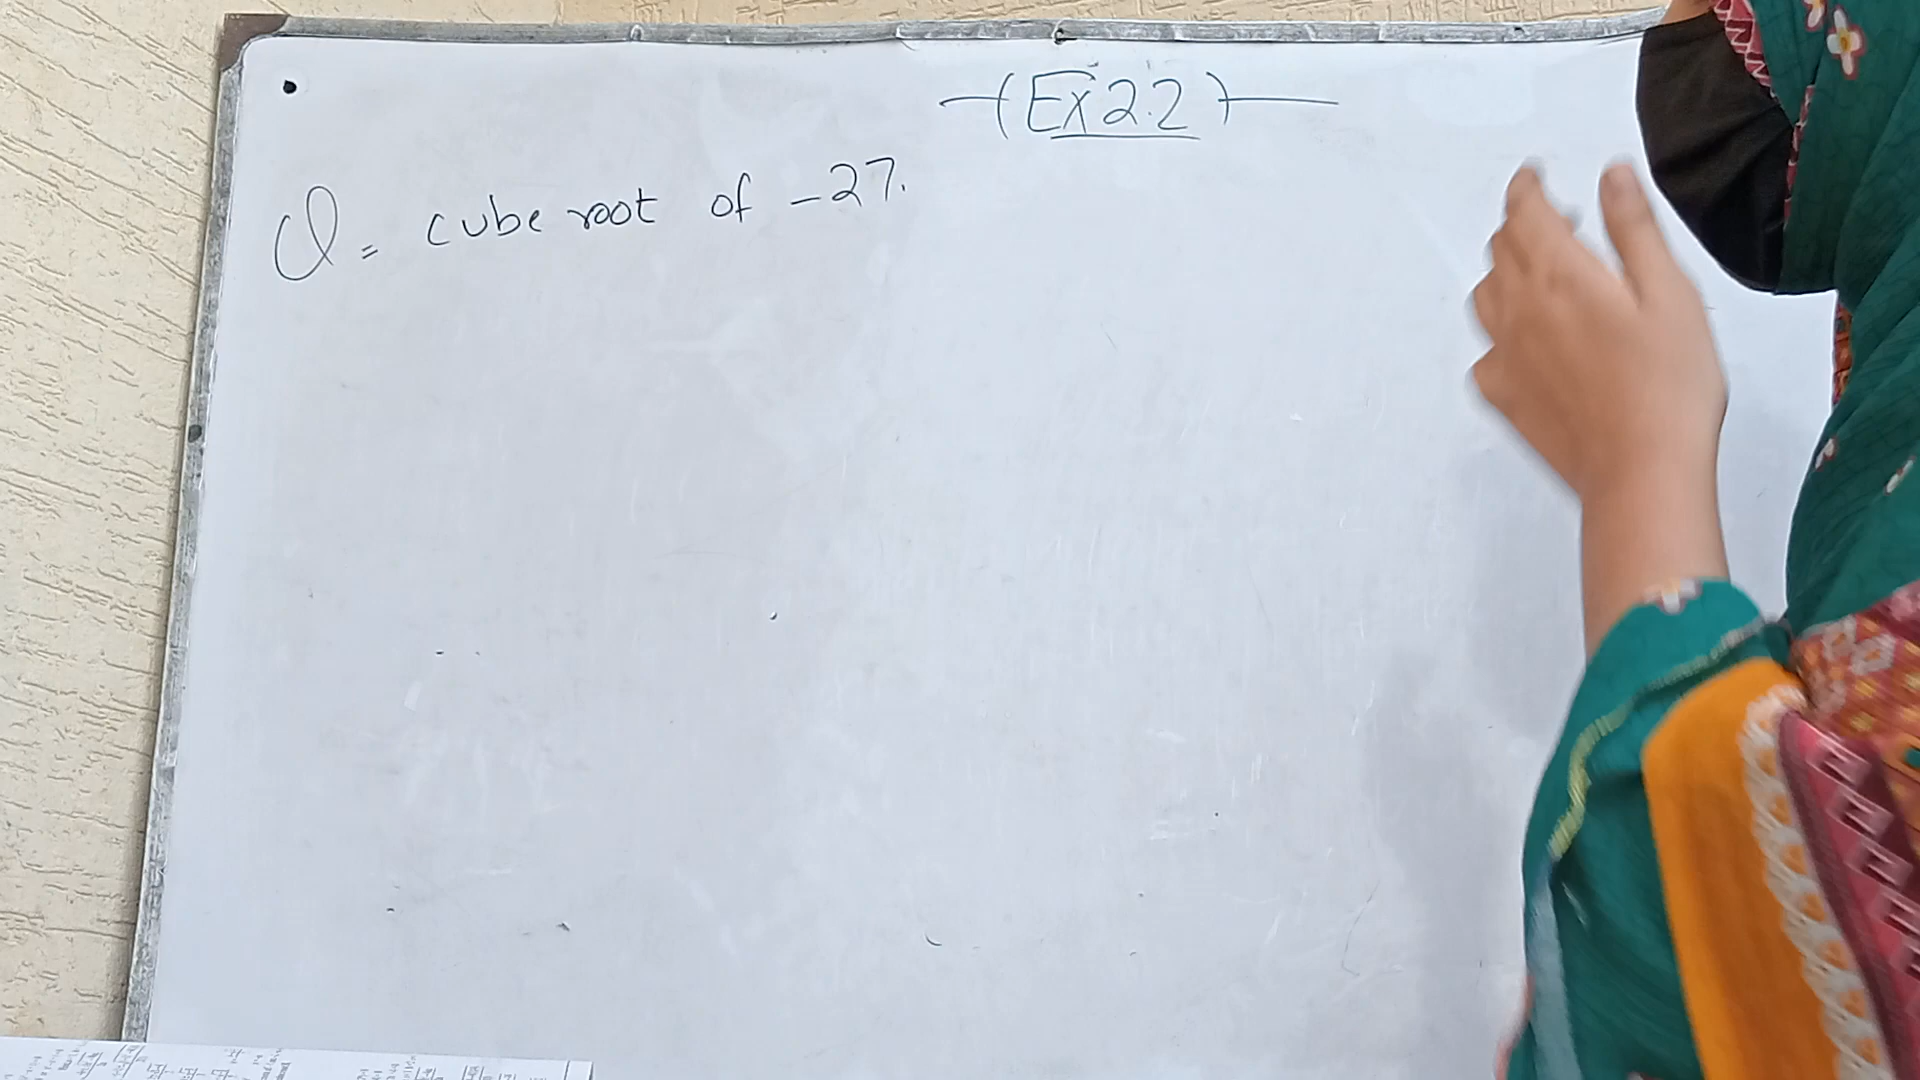 (Ex 2.2)
Q = cube root of -27.